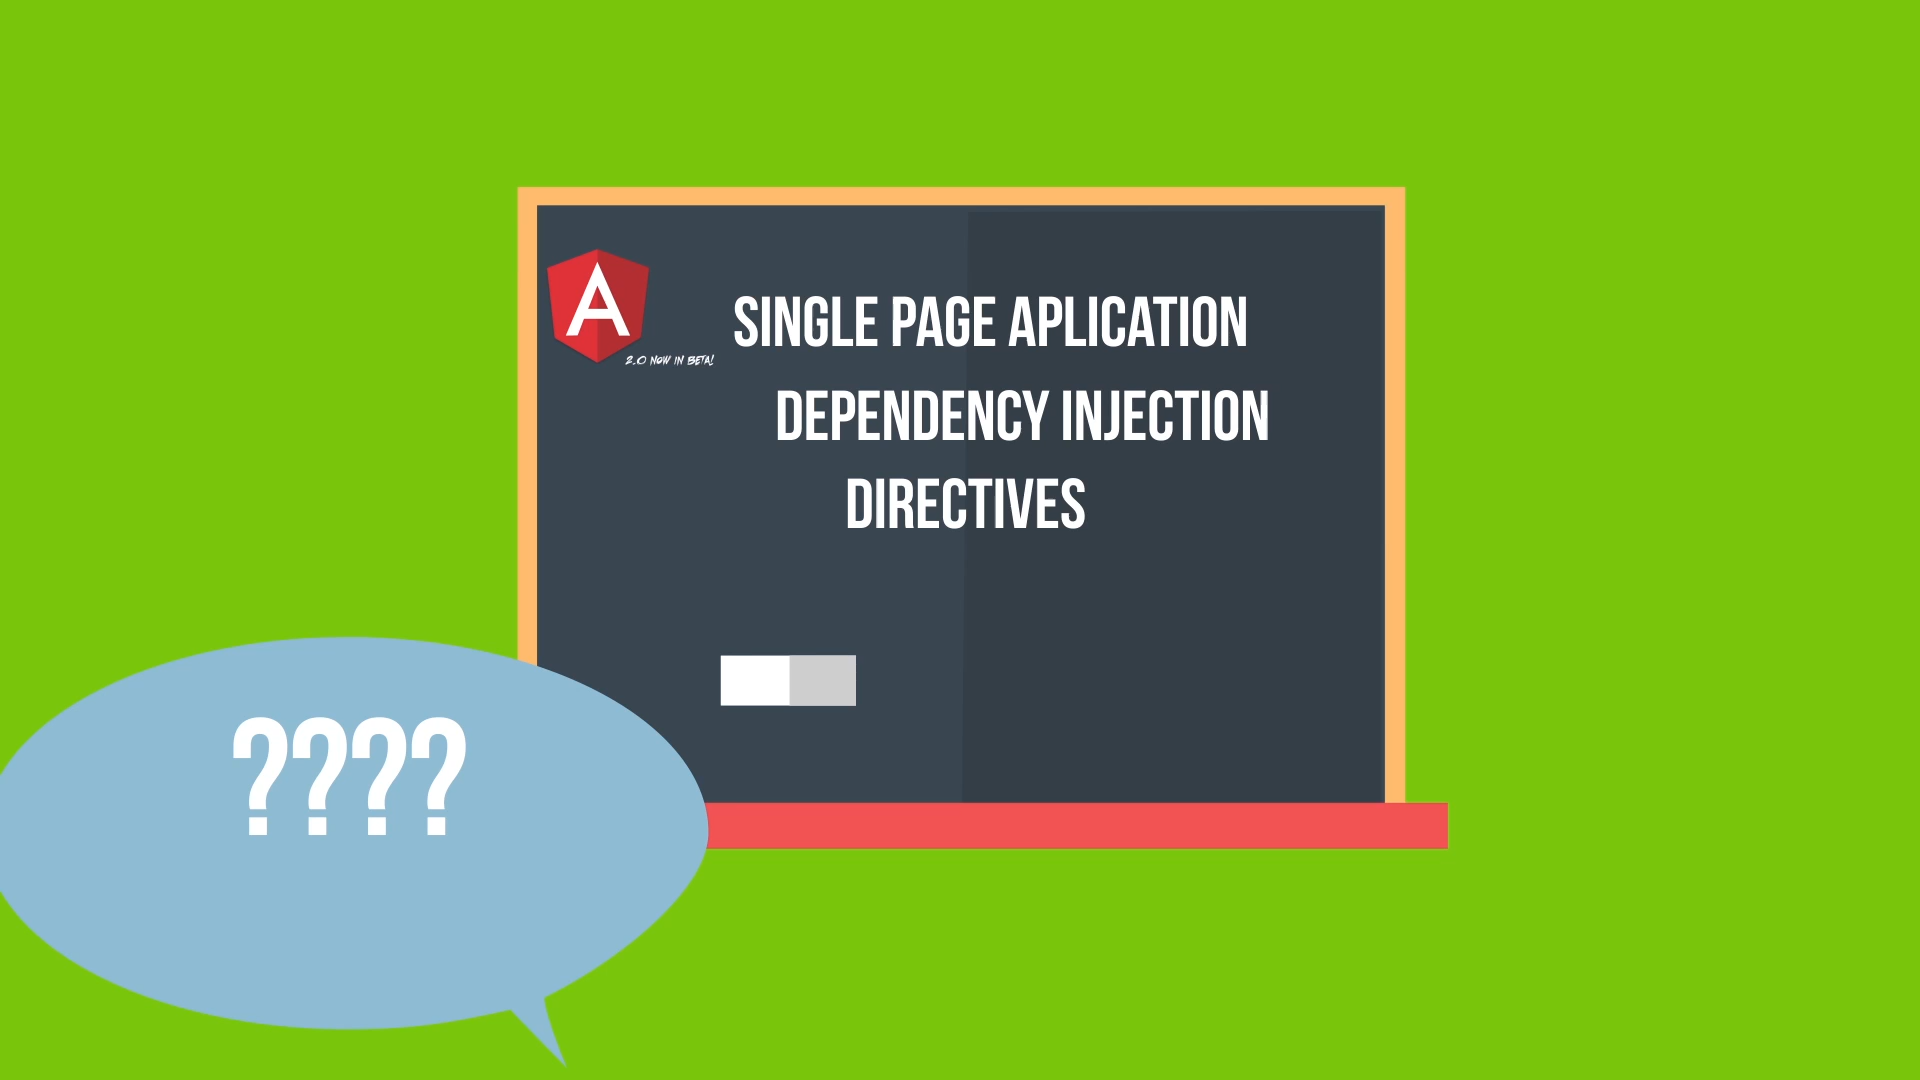 A
2.0 NOW IN BETA!
SINGLE PAGE APLICATION
DEPENDENCY INJECTION
DIRECTIVES
????